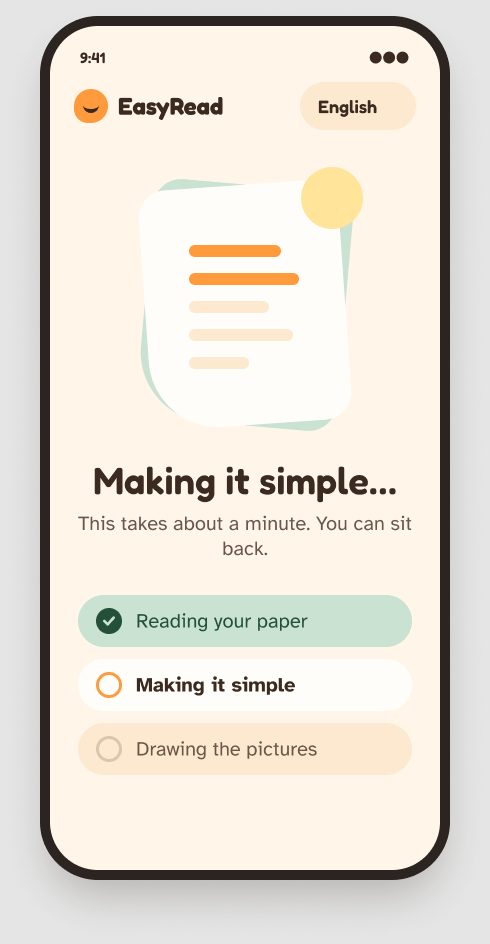 9:41
EasyRead
English
Making it simple...
This takes about a minute. You can sit
back.
Reading your paper
Making it simple
Drawing the pictures